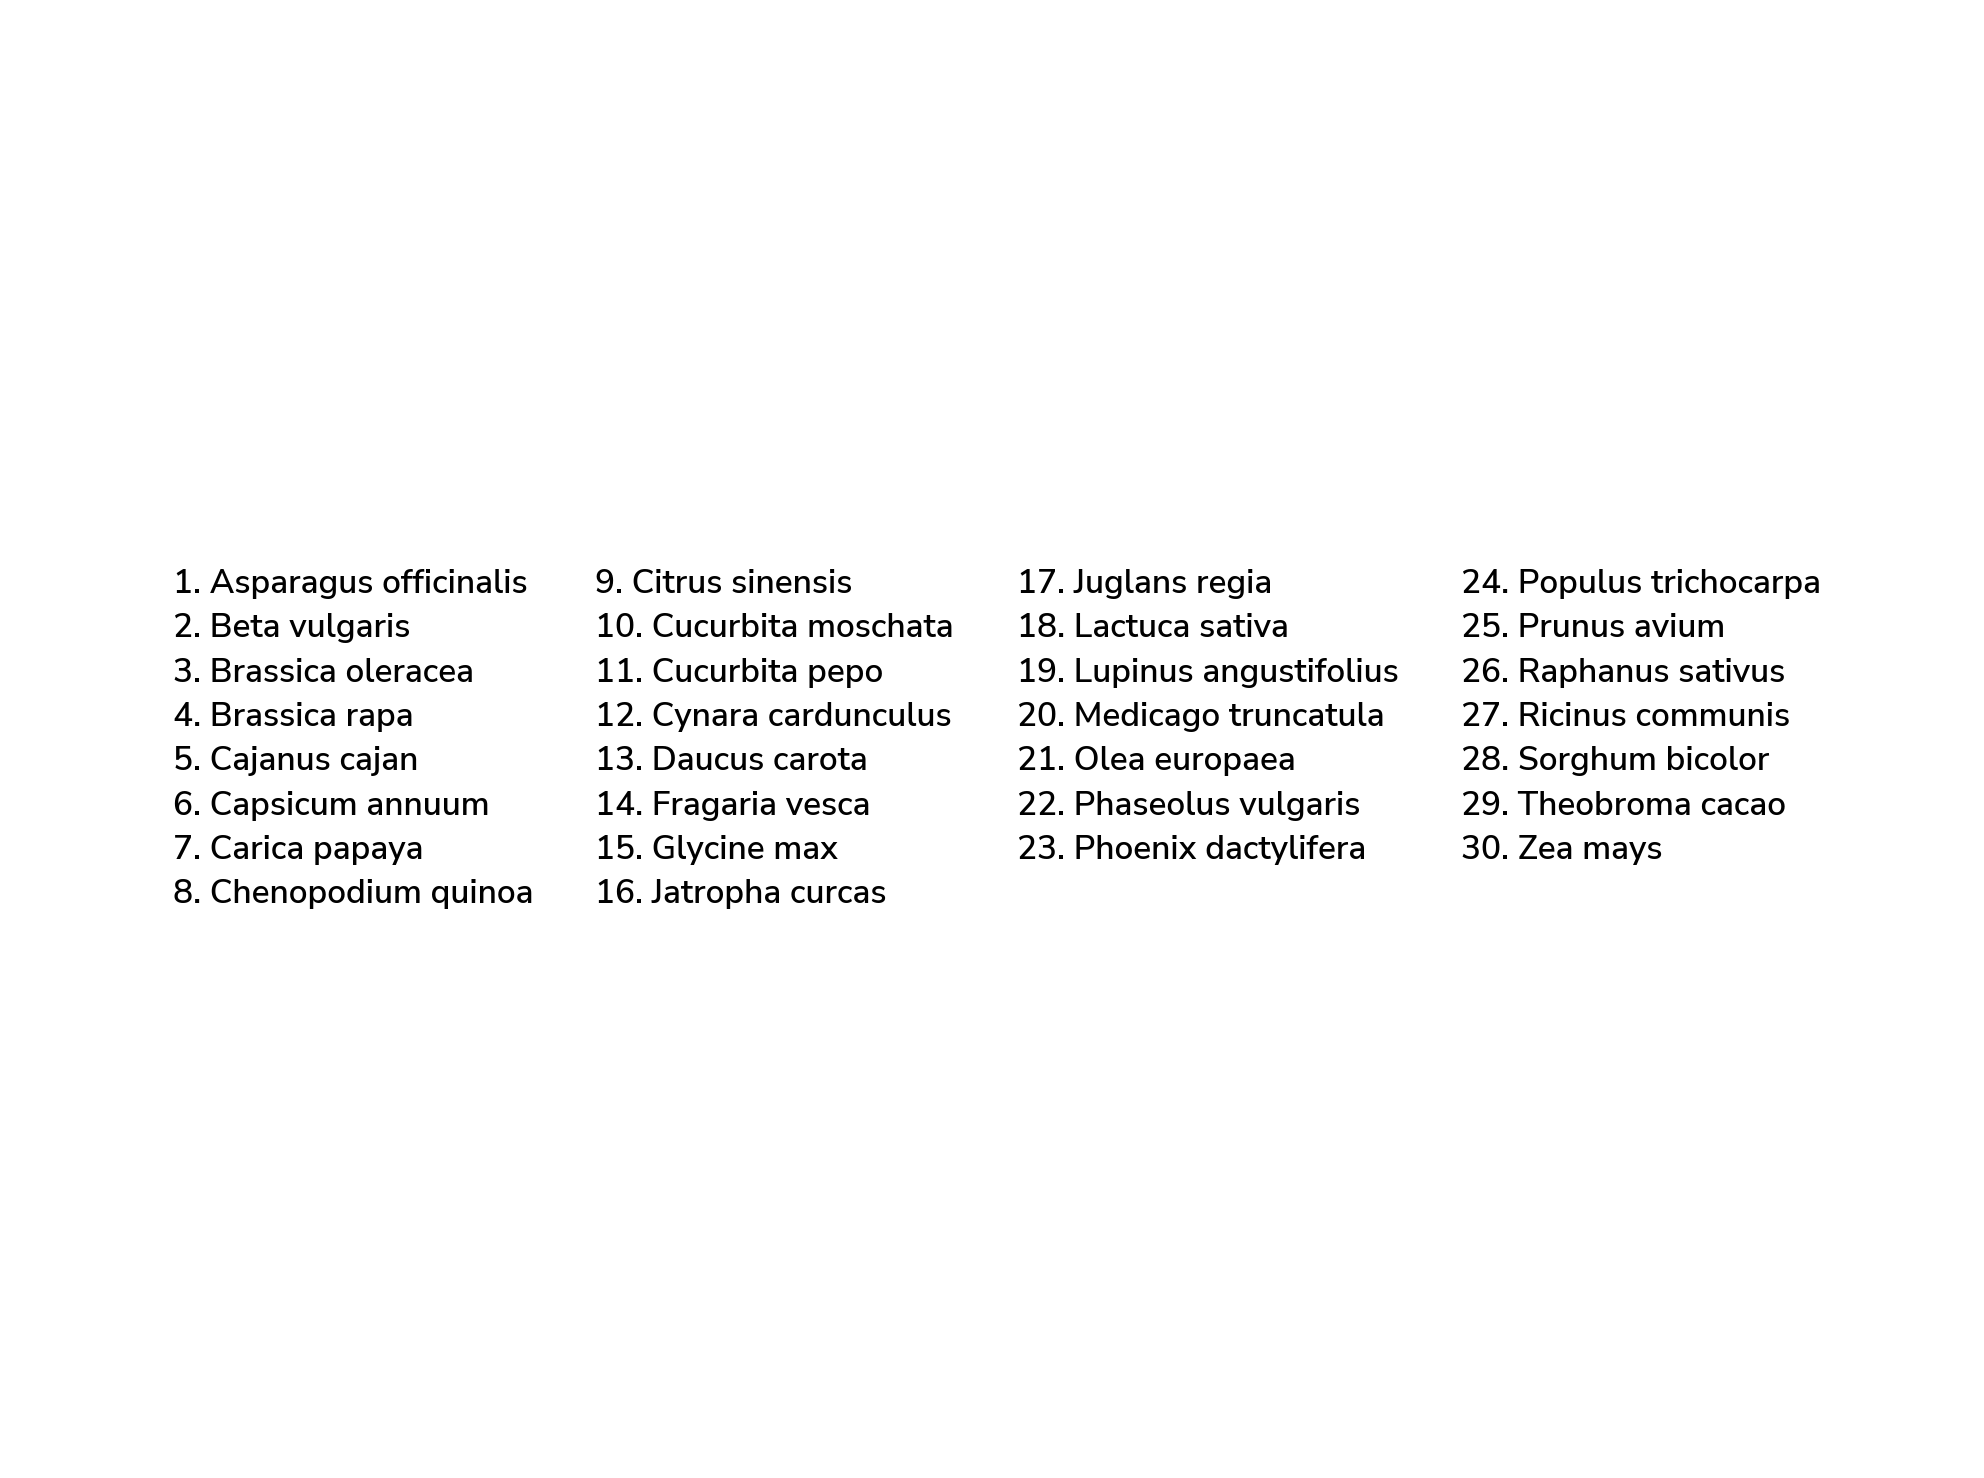 1. Asparagus officinalis
2. Beta vulgaris
3. Brassica oleracea
4. Brassica rapa
5. Cajanus cajan
6. Capsicum annuum
7. Carica papaya
8. Chenopodium quinoa
9. Citrus sinensis
10. Cucurbita moschata
11. Cucurbita pepo
12. Cynara cardunculus
13. Daucus carota
14. Fragaria vesca
15. Glycine max
16. Jatropha curcas
17. Juglans regia
18. Lactuca sativa
19. Lupinus angustifolius
20. Medicago truncatula
21. Olea europaea
22. Phaseolus vulgaris
23. Phoenix dactylifera
24. Populus trichocarpa
25. Prunus avium
26. Raphanus sativus
27. Ricinus communis
28. Sorghum bicolor
29. Theobroma cacao
30. Zea mays